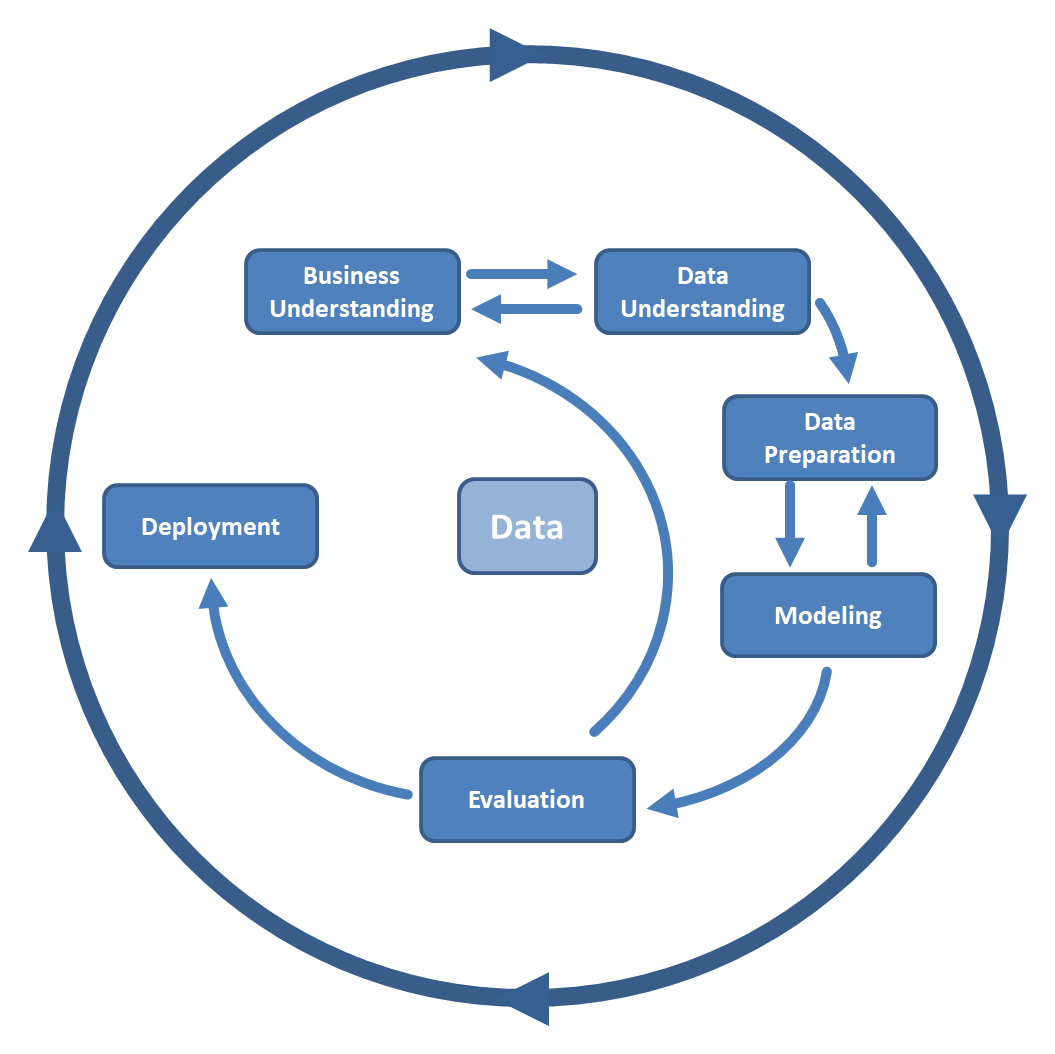 Business
Understanding
Data
Understanding
Data
Preparation
Deployment
Data
Modeling
Evaluation